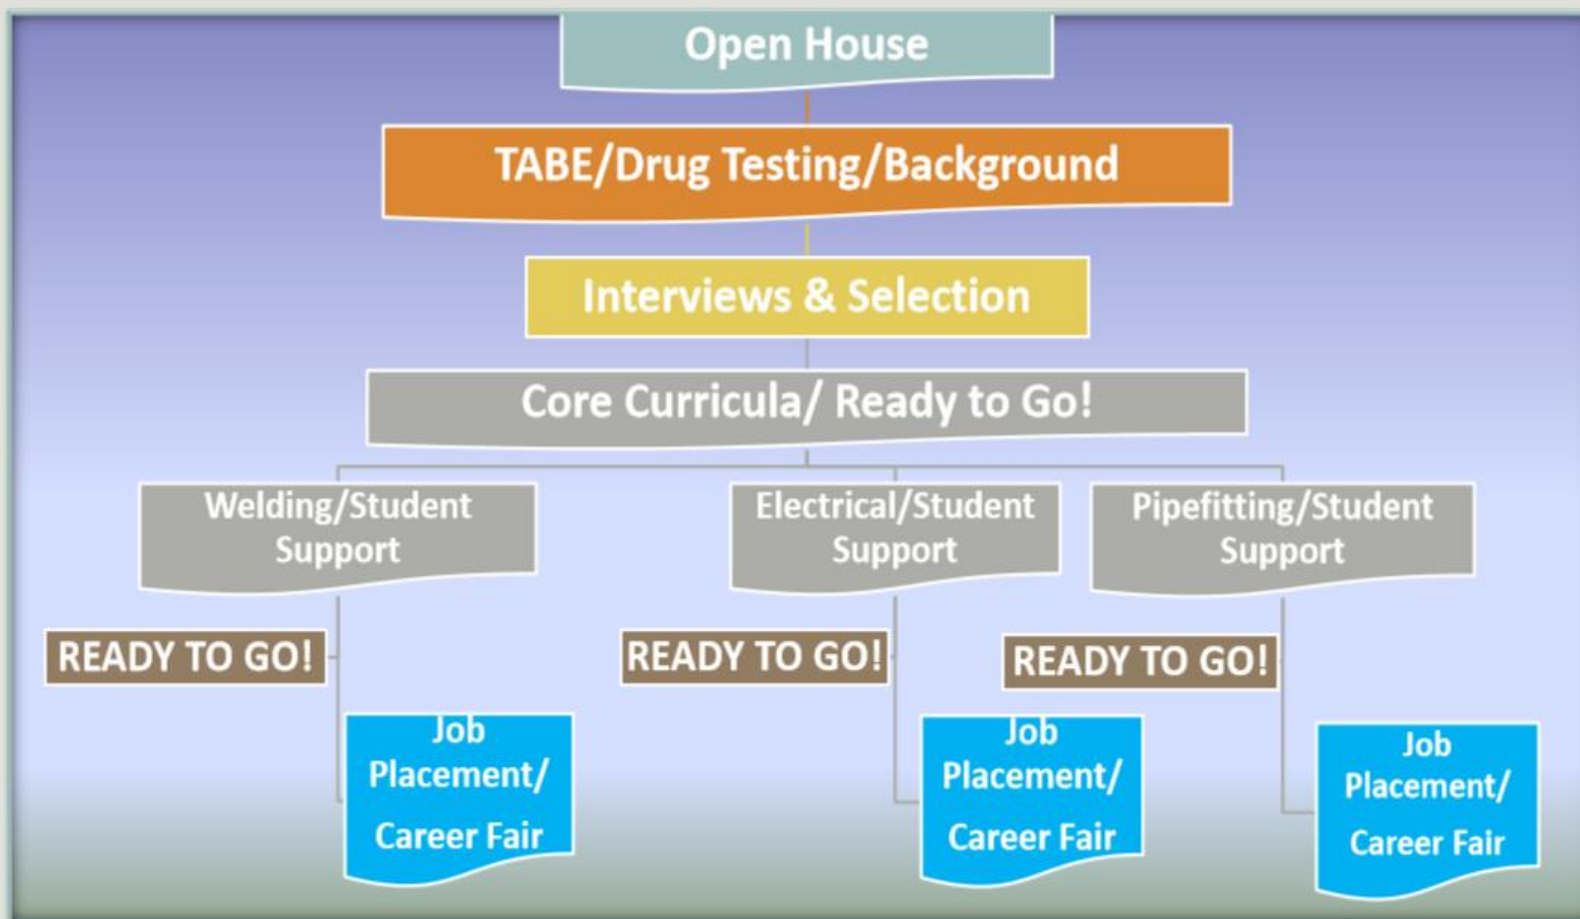 Open House
TABE/Drug Testing/Background
Interviews & Selection
Core Curricula/ Ready to Go!
Welding/Student
Support
Electrical/Student
Support
Pipefitting/Student
Support
READY TO GO!
READY TO GO!
READY TO GO!
Job
Placement/
Career Fair
Job
Placement/
Career Fair
Job
Placement/
Career Fair